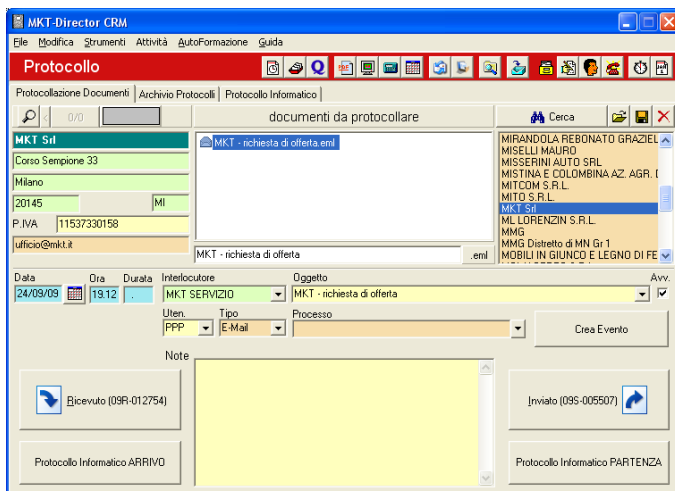 MKT-Director CRM
File Modifica Strumenti Attività AutoFormazione Guida
Protocollo
Protocollazione Documenti Archivio Protocolli Protocollo Informatico
0/0 documenti da protocollare Cerca
MKT Srl
Corso Sempione 33
Milano
20145 MI
P.IVA 11537330158
ufficio@mkt.it
MKT - richiesta di offerta.eml
MKT - richiesta di offerta .eml
MIRANDOLA REBONATO GRAZIEL
MISELLI MAURO
MISSERINI AUTO SRL
MISTINA E COLOMBINA AZ. AGR. (
MITCOM S.R.L.
MITO S.R.L.
MKT Srl
ML LORENZIN S.R.L.
MMG
MMG Distretto di MN Gr 1
MOBILI IN GIUNCO E LEGNO DI FE
Data Ora Durata Interlocutore Oggetto Avv.
24/09/09 19.12 . MKT SERVIZIO MKT - richiesta di offerta
Uten. Tipo Processo
PPP E-Mail Crea Evento
Note
Ricevuto (09R-012754) Inviato (09S-005507)
Protocollo Informatico ARRIVO Protocollo Informatico PARTENZA